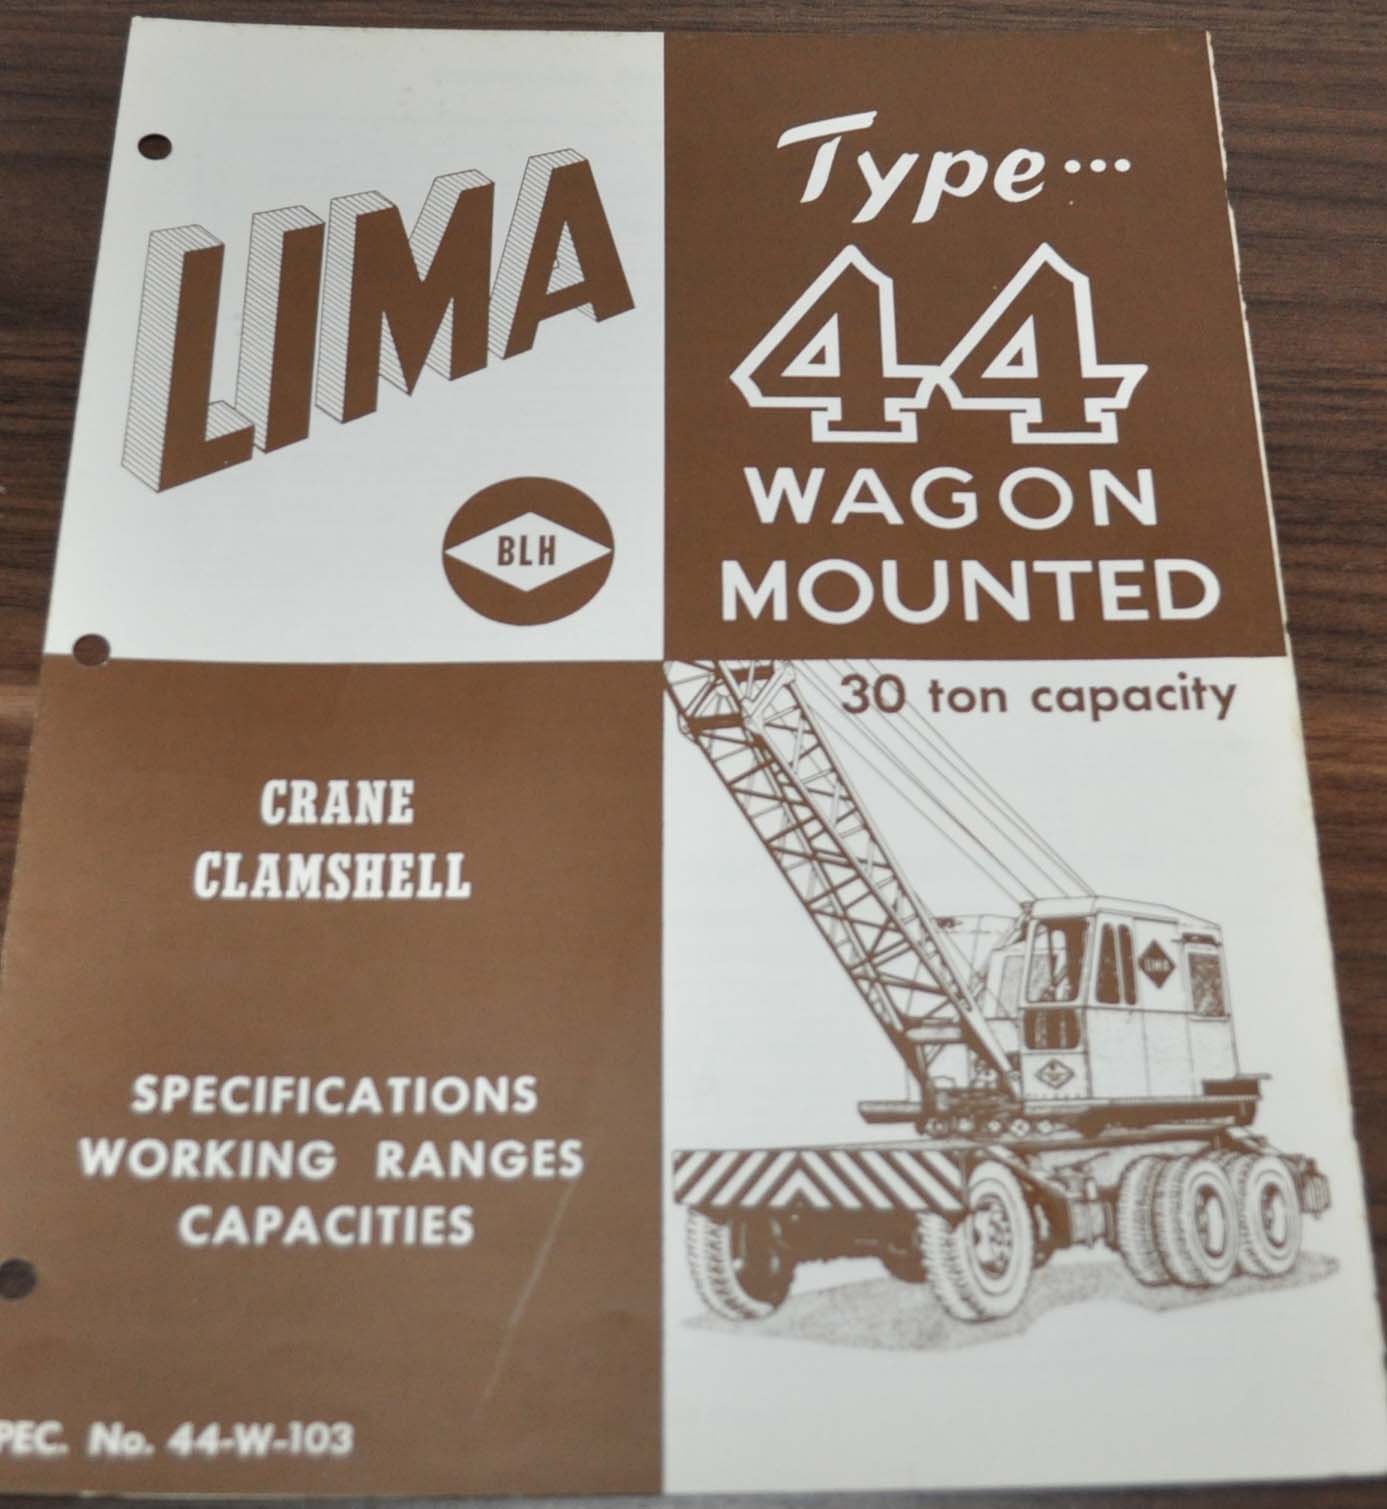 LIMA
BLH
Type...
44
WAGON
MOUNTED
CRANE
CLAMSHELL
SPECIFICATIONS
WORKING RANGES
CAPACITIES
PEC. No. 44-W-103
30 ton capacity
LIMA